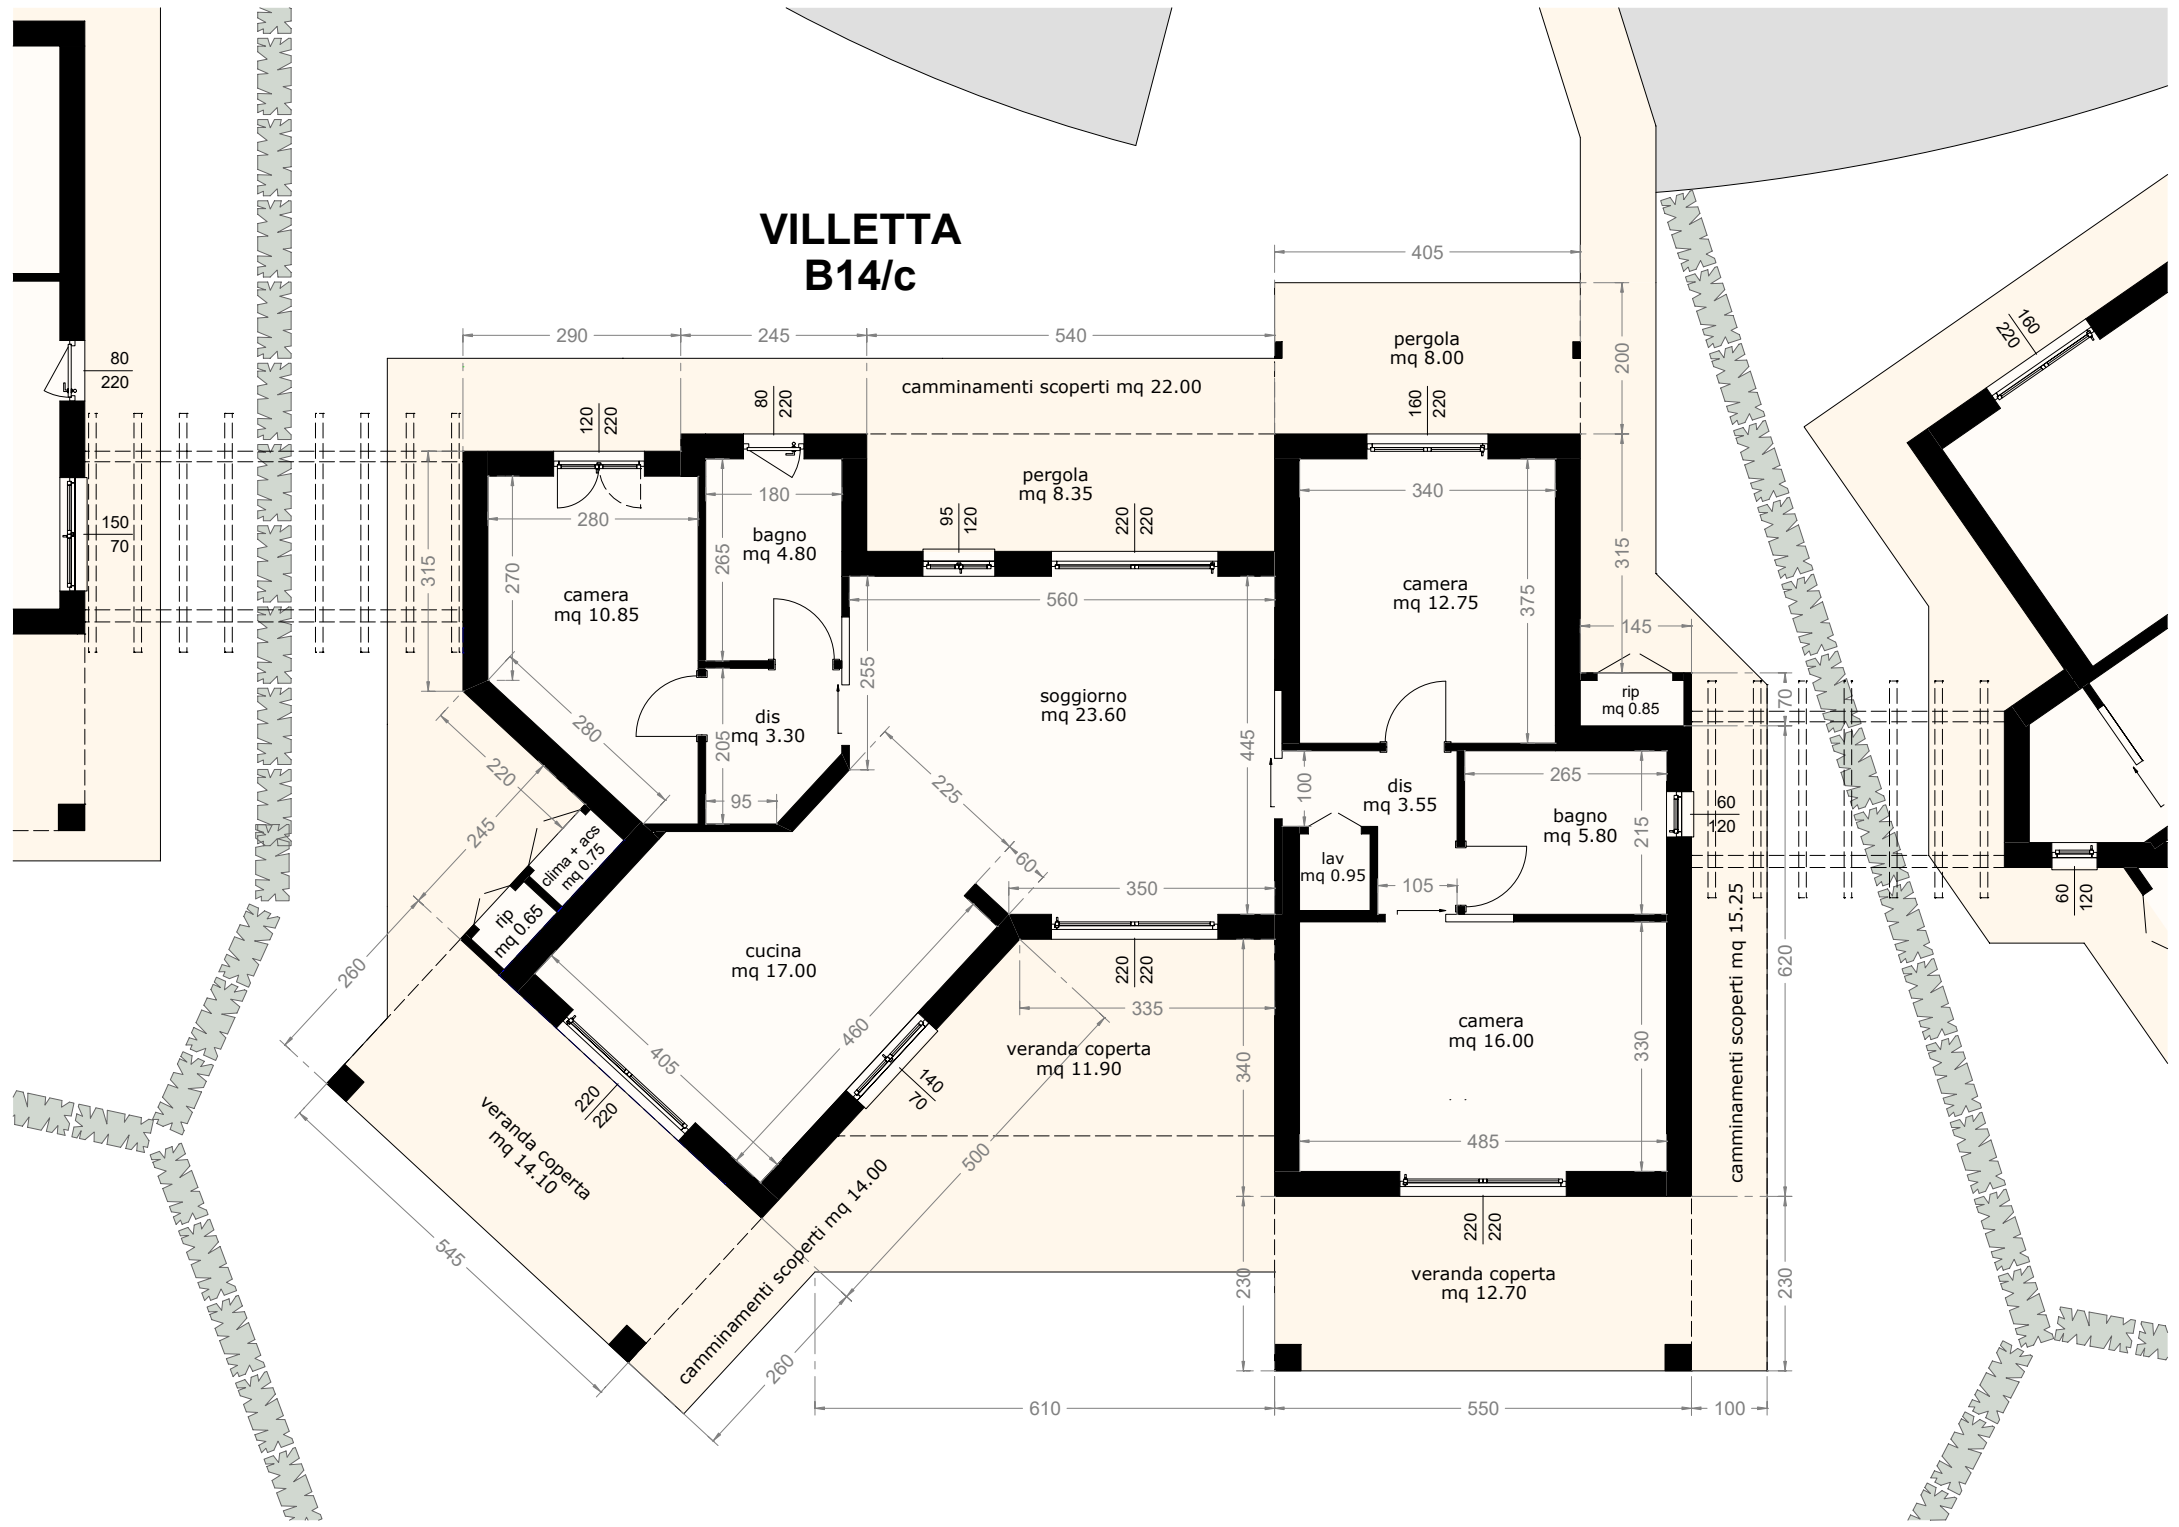 VILLETTA
B14/c
405
290
245
540
pergola
mq 8.00
200
camminamenti scoperti mq 22.00
80
220
120
220
80
220
160
220
pergola
mq 8.35
180
340
280
bagno
mq 4.80
95
120
220
220
150
70
265
315
270
315
camera
mq 10.85
560
camera
mq 12.75
375
145
255
soggiorno
mq 23.60
rip
mq 0.85
70
dis
mq 3.30
205
280
220
445
225
95
100
dis
mq 3.55
265
60
120
bagno
mq 5.80
215
245
clima + acs
mq 0.75
60
350
lav
mq 0.95
105
rip
mq 0.65
cucina
mq 17.00
260
220
220
335
camminamenti scoperti mq 15.25
620
405
460
veranda coperta
mq 11.90
340
camera
mq 16.00
330
140
70
220
220
veranda coperta
mq 14.10
500
485
camminamenti scoperti mq 14.00
545
220
220
230
veranda coperta
mq 12.70
230
260
610
550
100
160
220
60
120